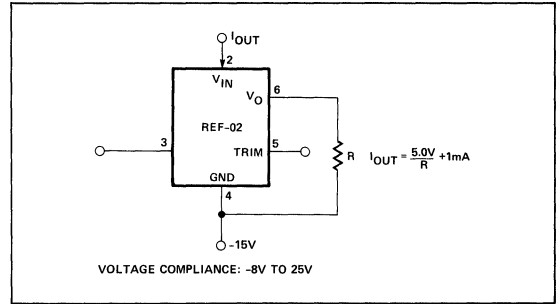 IOUT
2
VIN
VO
6
REF-02
3
TRIM
5
R
IOUT = 5.0V/R +1mA
GND
4
-15V
VOLTAGE COMPLIANCE: -8V TO 25V